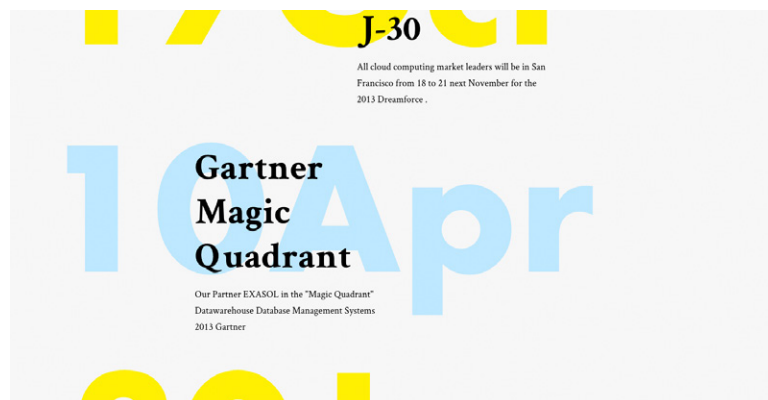 J-30
All cloud computing market leaders will be in San
Francisco from 18 to 21 next November for the
2013 Dreamforce .
10Apr
Gartner
Magic
Quadrant
Our Partner EXASOL in the "Magic Quadrant"
Datawarehouse Database Management Systems
2013 Gartner